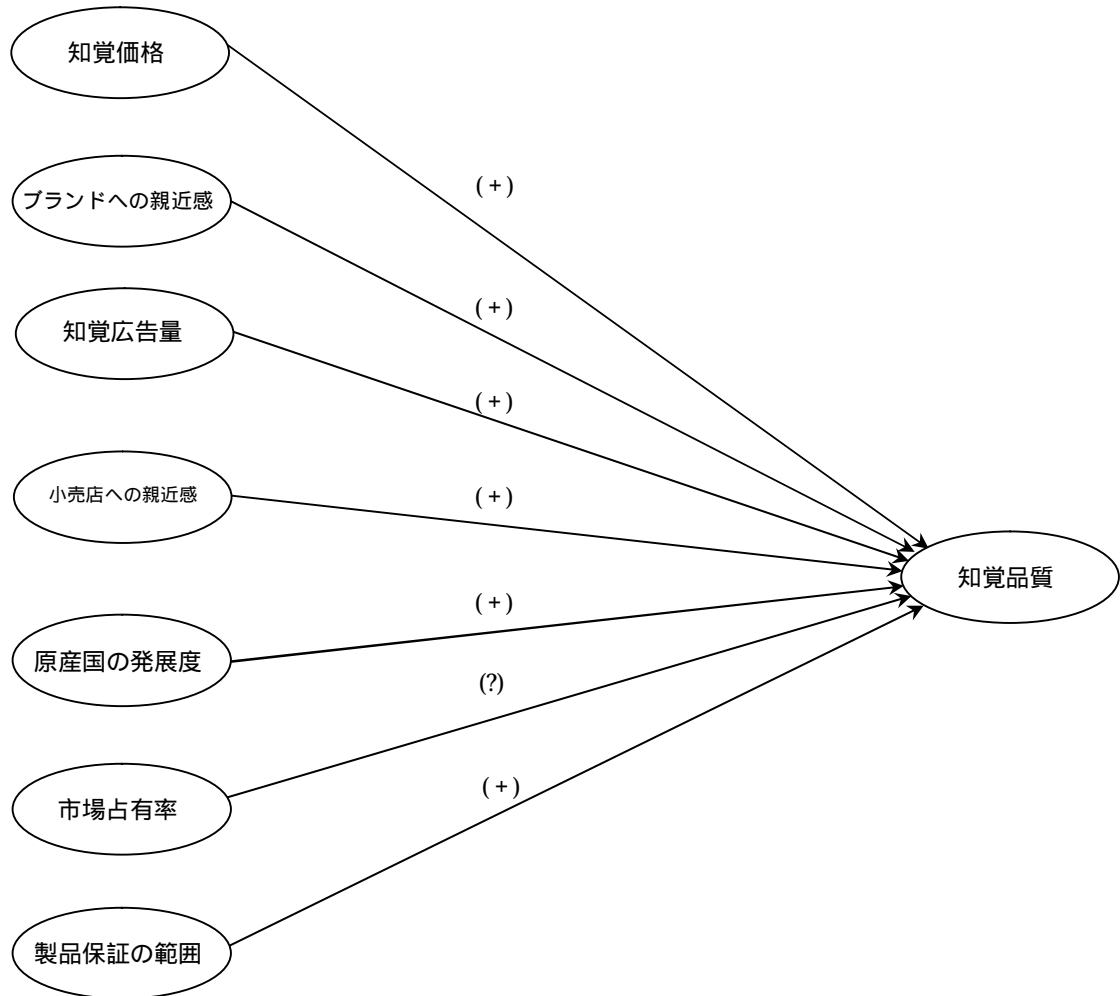 知覚価格
( + )
ブランドへの親近感
( + )
知覚広告量
( + )
小売店への親近感
( + )
知覚品質
( + )
原産国の発展度
(?)
市場占有率
( + )
製品保証の範囲